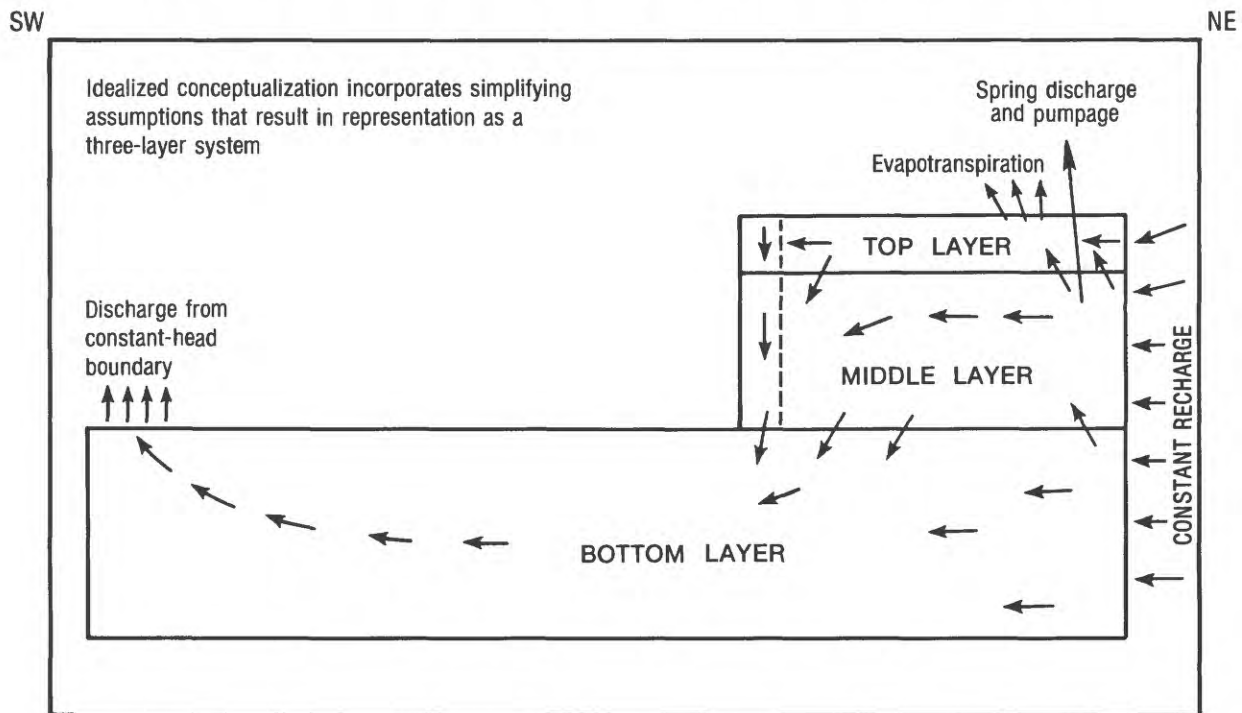 SW
NE
Idealized conceptualization incorporates simplifying
assumptions that result in representation as a
three-layer system
Spring discharge
and pumpage
Evapotranspiration
TOP LAYER
Discharge from
constant-head
boundary
MIDDLE LAYER
CONSTANT RECHARGE
BOTTOM LAYER